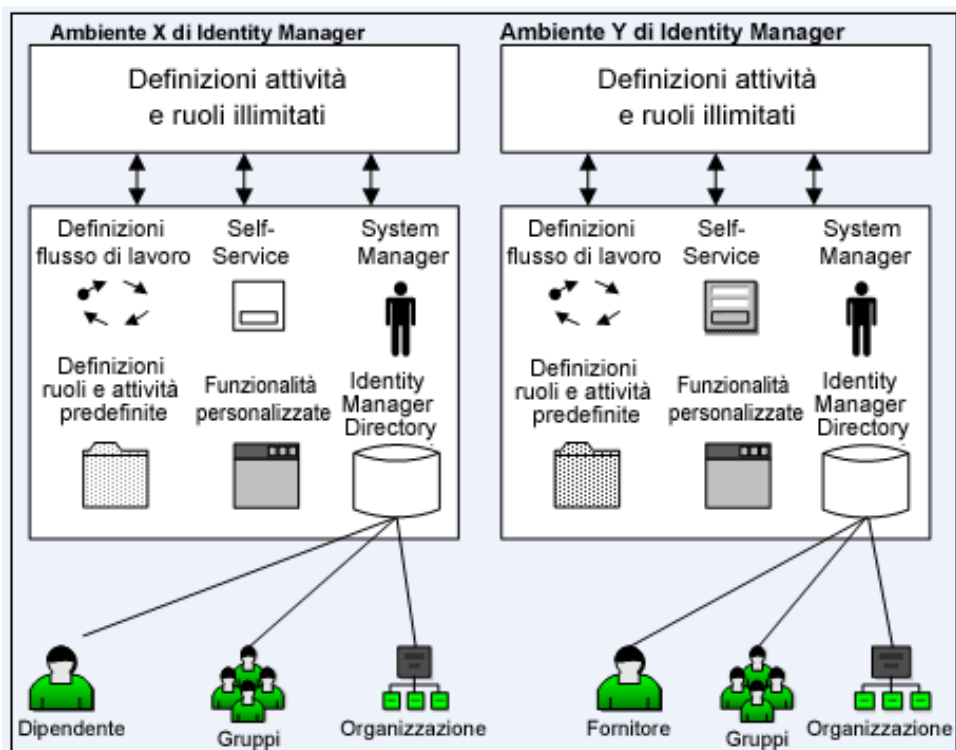 Ambiente X di Identity Manager
Definizioni attività
e ruoli illimitati
Definizioni
flusso di lavoro
Self-
Service
System
Manager
Definizioni
ruoli e attività
predefinite
Funzionalità
personalizzate
Identity
Manager
Directory
Dipendente
Gruppi
Organizzazione
Ambiente Y di Identity Manager
Definizioni attività
e ruoli illimitati
Definizioni
flusso di lavoro
Self-
Service
System
Manager
Definizioni
ruoli e attività
predefinite
Funzionalità
personalizzate
Identity
Manager
Directory
Fornitore
Gruppi
Organizzazione